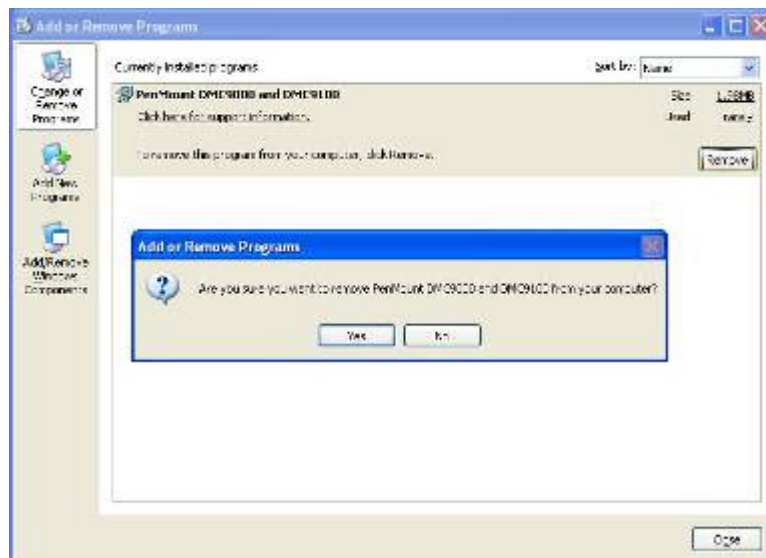 Add or Remove Programs
Change or Remove Programs
Currently installed programs
Sort by: Name
PenMount DMC9000 and DMC9100
Size 1.38MB
Click here for support information.
Used rarely
To remove this program from your computer, click Remove.
Remove
Add New Programs
Add/Remove Windows Components
Add or Remove Programs
Are you sure you want to remove PenMount DMC9000 and DMC9100 from your computer?
Yes
No
Close